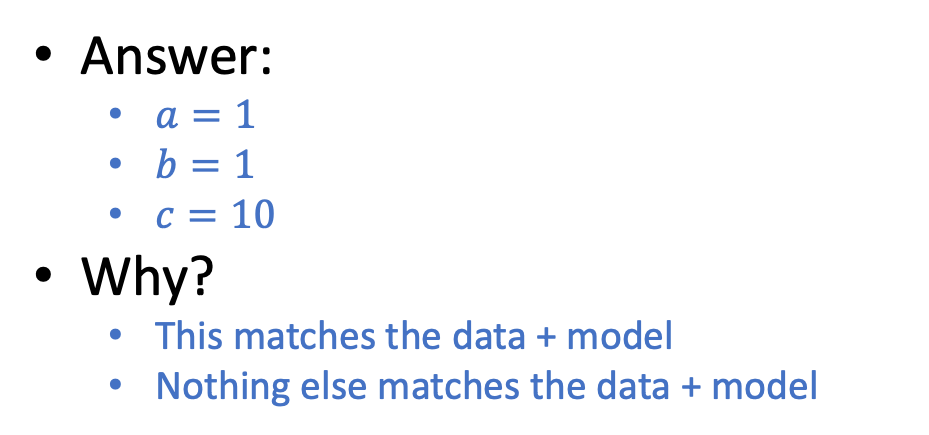 • Answer:
• a = 1
• b = 1
• c = 10
• Why?
• This matches the data + model
• Nothing else matches the data + model